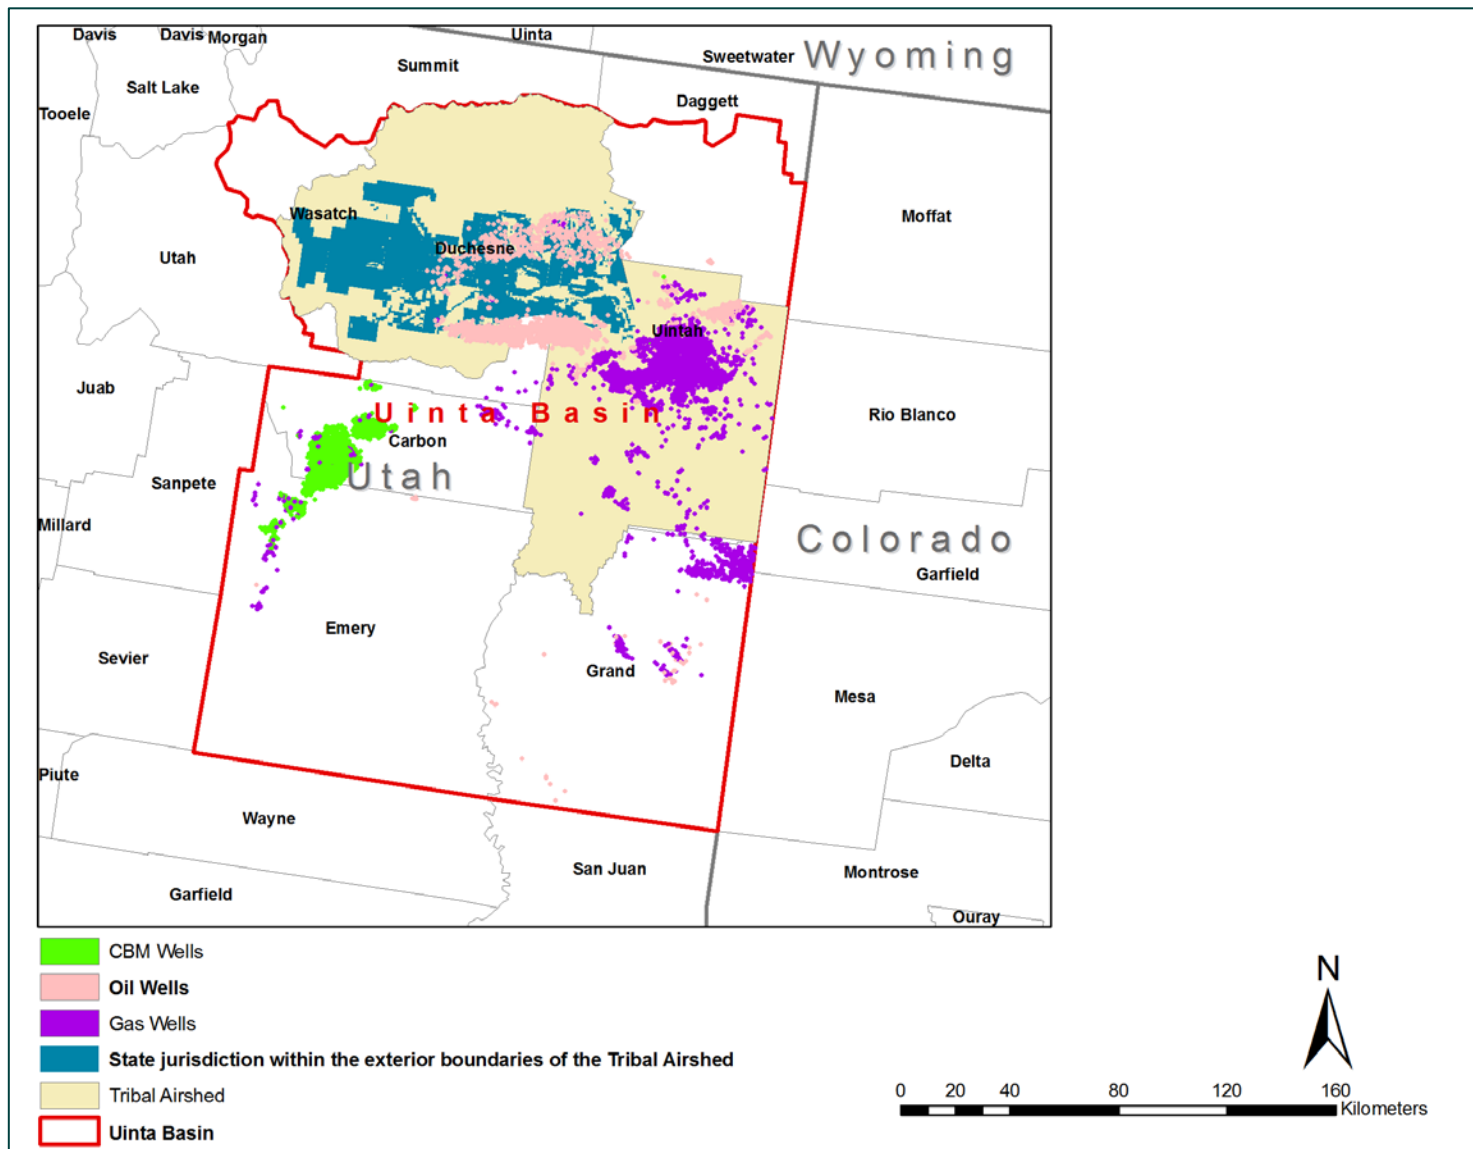 Davis
Davis
Morgan
Uinta
Sweetwater
Wyoming
Summit
Salt Lake
Daggett
Tooele
Wasatch
Moffat
Duchesne
Utah
Uintah
Juab
Uinta Basin
Rio Blanco
Carbon
Utah
Sanpete
Millard
Colorado
Garfield
Emery
Sevier
Grand
Mesa
Delta
Piute
Wayne
San Juan
Montrose
Garfield
Ouray
CBM Wells
Oil Wells
Gas Wells
State jurisdiction within the exterior boundaries of the Tribal Airshed
Tribal Airshed
Uinta Basin
N
0 20 40 80 120 160
Kilometers